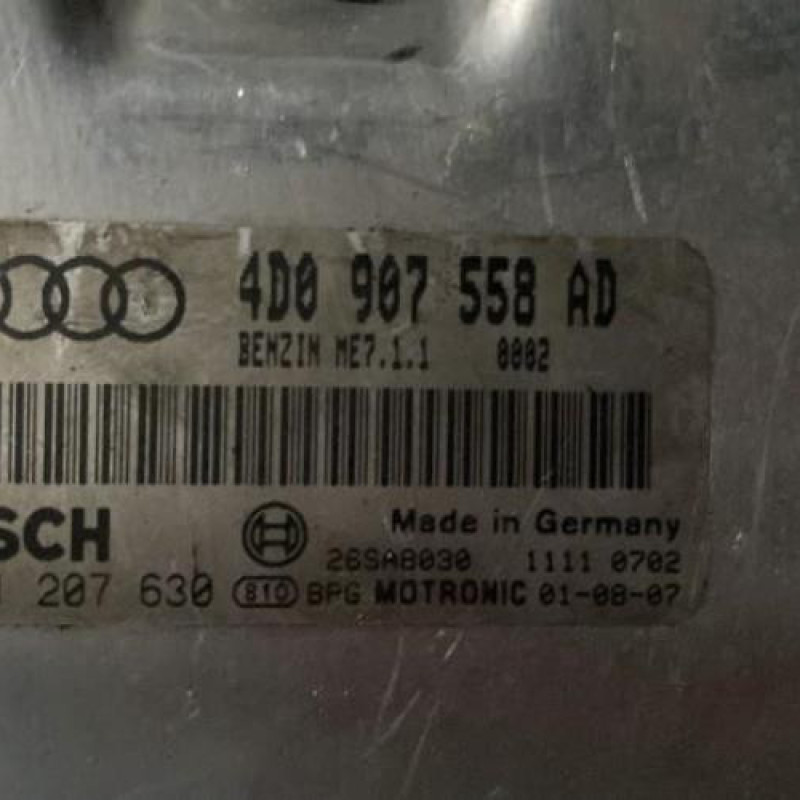 4D0 907 558 AD
BENZIN ME7.1.1 0002
SCH
Made in Germany
26SA8030 1111 0702
207 630 810 BPG MOTRONIC 01-08-07